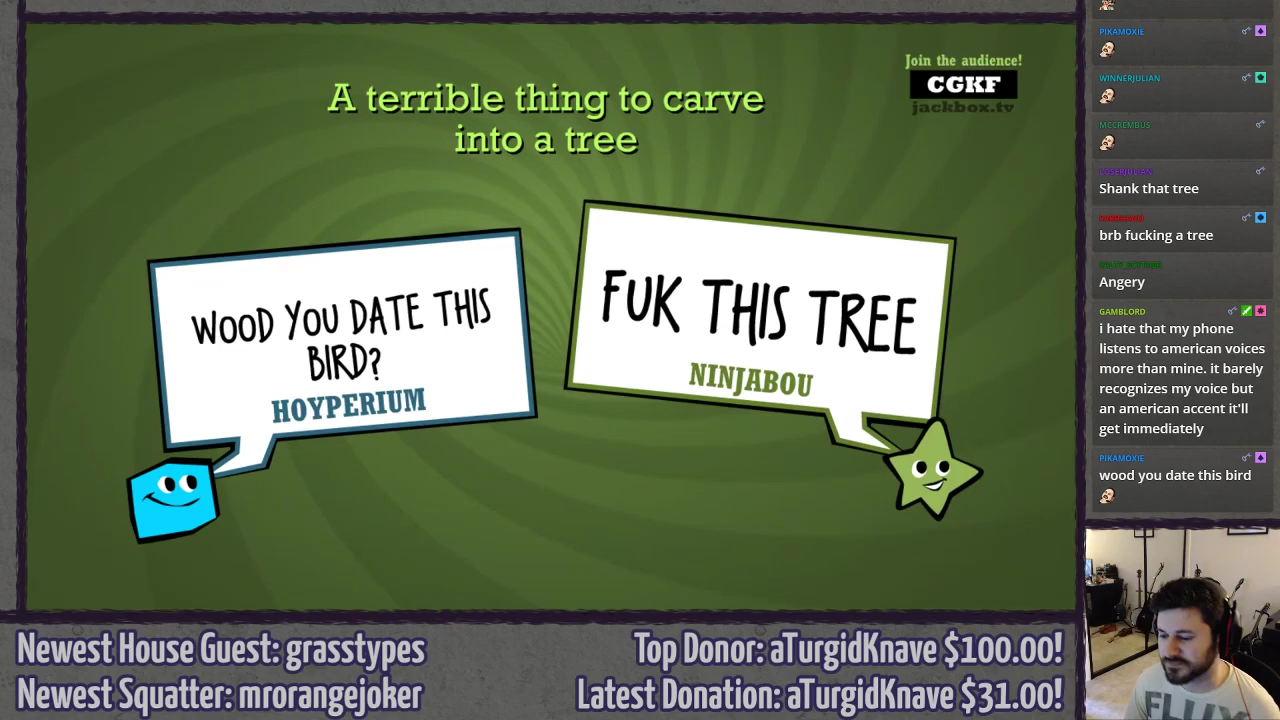 A terrible thing to carve
into a tree
Join the audience!
CGKF
jackbox.tv
WOOD YOU DATE THIS
BIRD?
HOYPERIUM
FUK THIS TREE
NINJABOU
PIKAMOXIE
WINNERJULIAN
MCCREMBUS
LOSERJULIAN
Shank that tree
brb fucking a tree
Angery
GAMBLORD
i hate that my phone
listens to american voices
more than mine. it barely
recognizes my voice but
an american accent it'll
get immediately
PIKAMOXIE
wood you date this bird
Newest House Guest: grasstypes
Newest Squatter: mrorangejoker
Top Donor: aTurgidKnave $100.00!
Latest Donation: aTurgidKnave $31.00!
FLUX